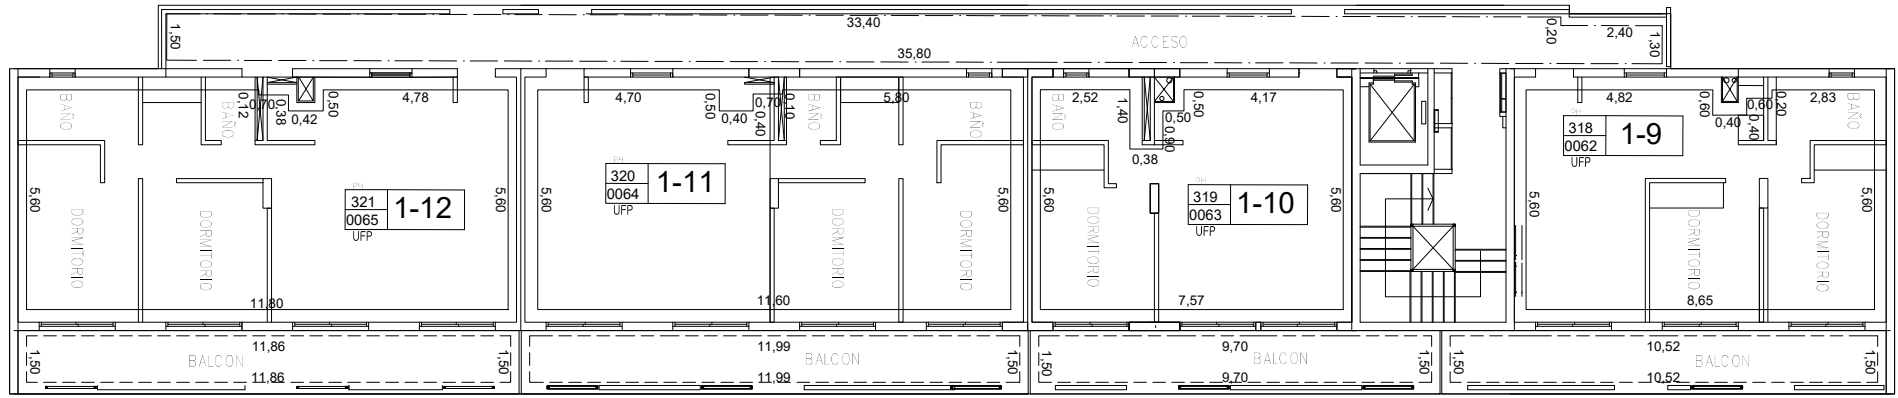 33,40
1,50
0,20
2,40
1,30
ACCESO
35,80
BAÑO
BAÑO
0,12
0,70
0,38
0,42
0,50
4,78
4,70
0,50
0,40
0,70
0,40
0,10
BAÑO
5,80
BAÑO
2,52
BAÑO
1,40
0,38
0,90
0,50
0,50
4,17
4,82
0,60
0,40
0,60
0,40
0,20
2,83
BAÑO
5,60
DORMITORIO
DORMITORIO
PH
321
0065
1-12
UFP
5,60
11,80
5,60
PH
320
0064
1-11
UFP
DORMITORIO
DORMITORIO
5,60
11,60
5,60
DORMITORIO
PH
319
0063
1-10
UFP
5,60
7,57
5,60
PH
318
0062
1-9
UFP
DORMITORIO
DORMITORIO
5,60
8,65
1,50
BALCON
11,86
11,86
1,50
1,50
11,99
11,99
BALCON
1,50
1,50
9,70
9,70
BALCON
1,50
1,50
10,52
10,52
BALCON
1,50